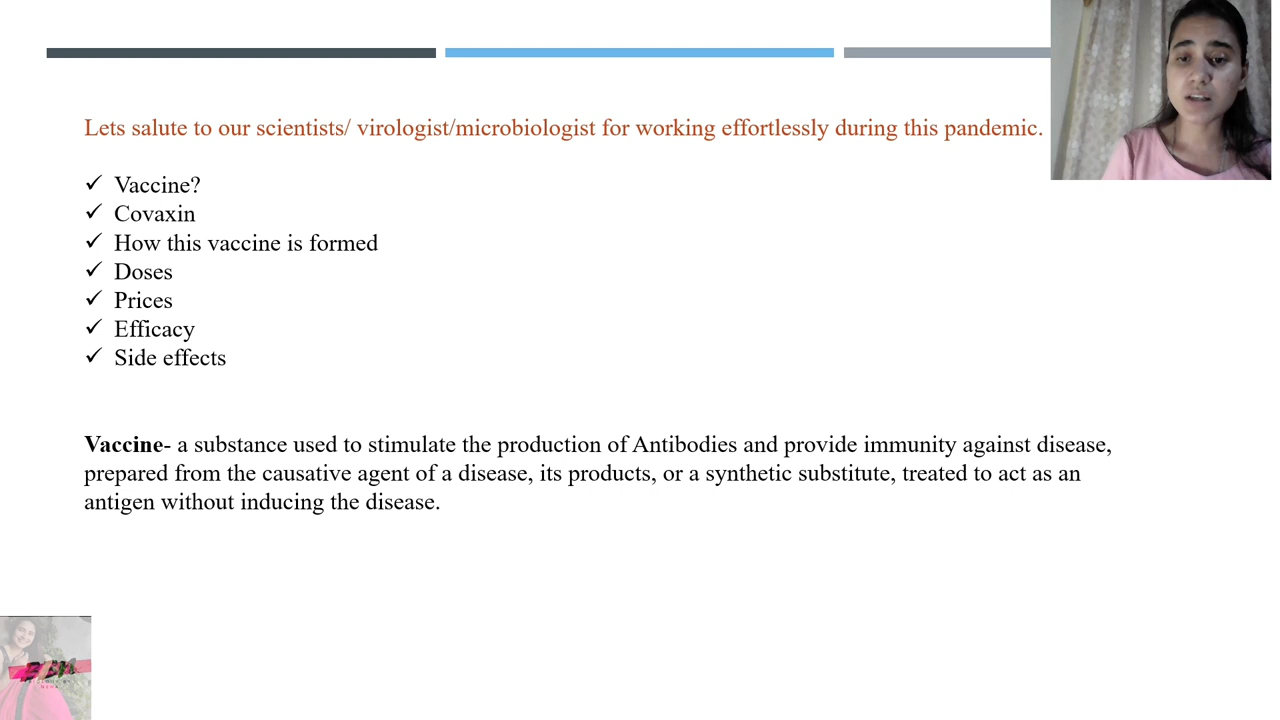 Lets salute to our scientists/ virologist/microbiologist for working effortlessly during this pandemic.
Vaccine?
Covaxin
How this vaccine is formed
Doses
Prices
Efficacy
Side effects
Vaccine- a substance used to stimulate the production of Antibodies and provide immunity against disease,
prepared from the causative agent of a disease, its products, or a synthetic substitute, treated to act as an
antigen without inducing the disease.